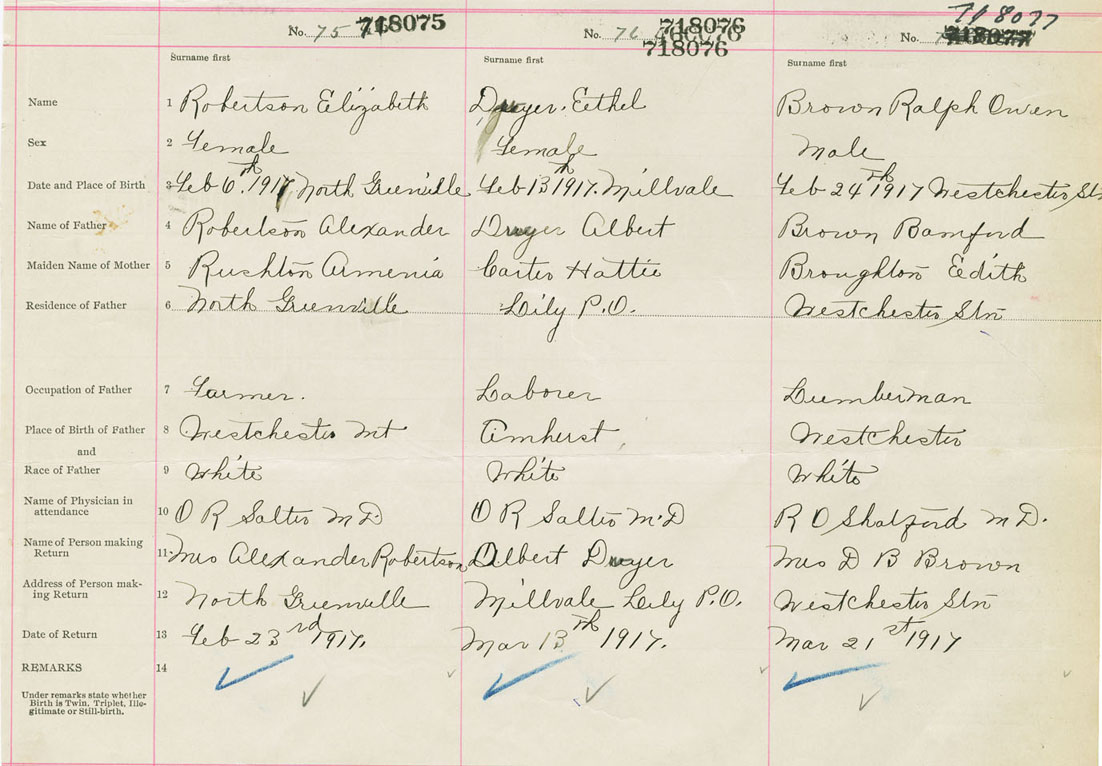 No. 75 718075 No. 76 718076 718077
718076 No.
Surname first Surname first Surname first
Name 1 Robertson Elizabeth Dwyer, Eethel Brown Ralph Owen
Sex 2 Female Female Male
Date and Place of Birth 3 Feb 6th 1917, North Greenville Feb 13th 1917. Millvale Feb 24th 1917 Westchester Stn
Name of Father 4 Robertson Alexander Dwyer Albert Brown Bamford
Maiden Name of Mother 5 Rushton Armenia Carter Hattie Broughton Edith
Residence of Father 6 North Greenville Lily P.O. Westchester Stn
Occupation of Father 7 Farmer. Laborer Lumberman
Place of Birth of Father 8 Westchester Mt Amherst Westchester
and
Race of Father 9 White White White
Name of Physician in
attendance 10 O R Salter M D O R Salter M.D R O Shatford M D.
Name of Person making
Return 11 Mrs Alexander Robertson Albert Dwyer Mrs D B Brown
Address of Person mak-
ing Return 12 North Greenville Millvale Lily P.O. Westchester Stn
Date of Return 13 Feb 23rd 1917. Mar 13th 1917. Mar 21st 1917
REMARKS 14
Under remarks state whether
Birth is Twin, Triplet, Ille-
gitimate or Still-birth.